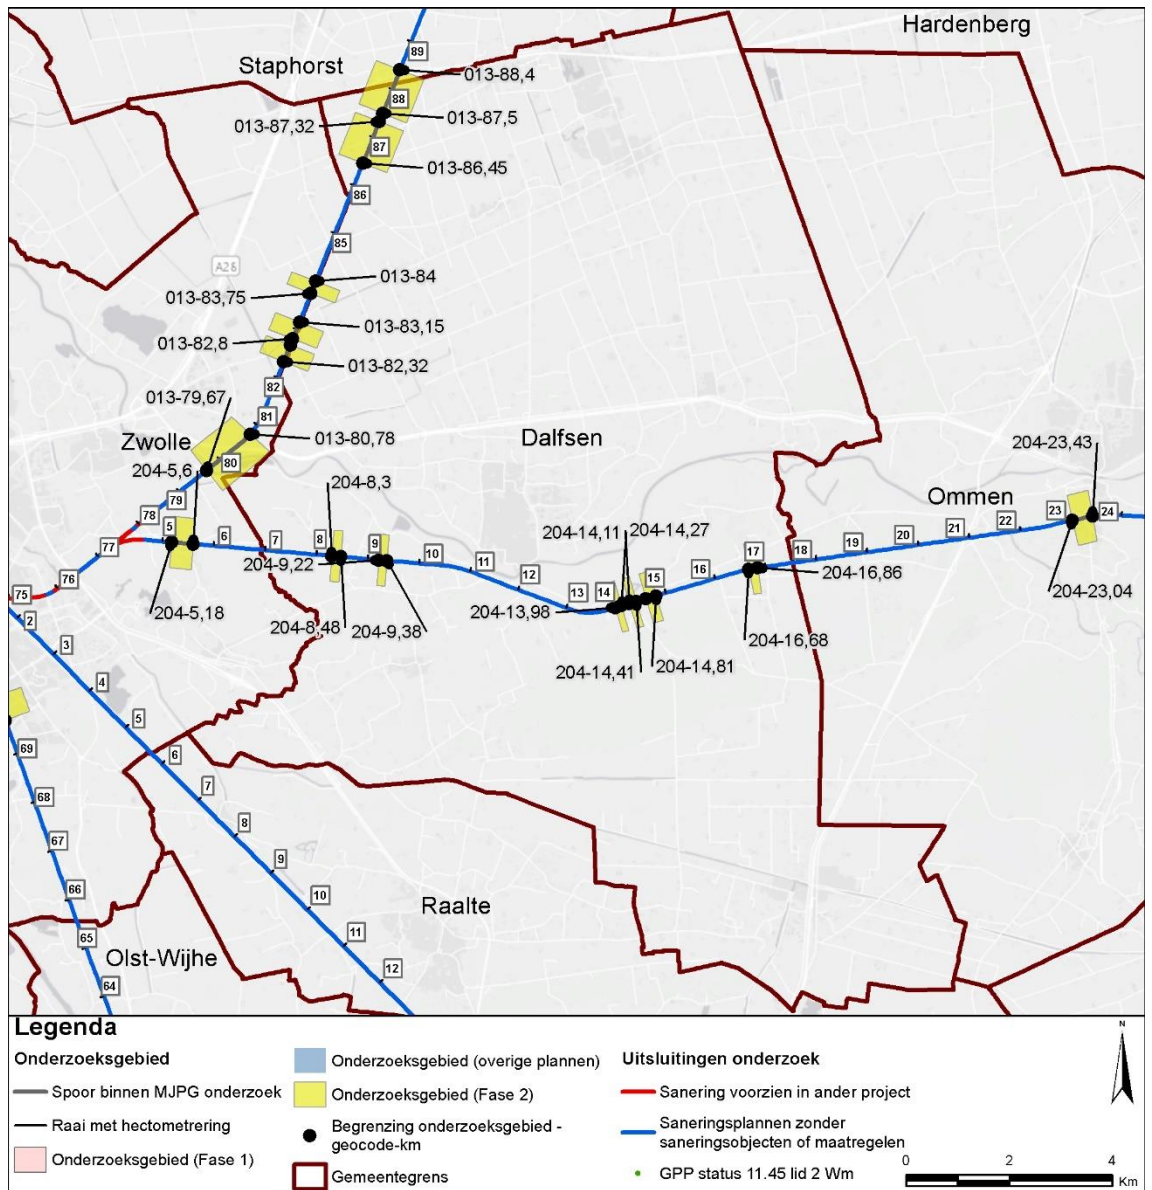 Hardenberg
Staphorst
89
013-88,4
88
013-87,5
013-87,32
87
013-86,45
86
85
A28
013-84
013-83,75
013-83,15
013-82,8
013-82,32
82
013-79,67
81
013-80,78
Zwolle
Dalfsen
80
204-5,6
204-8,3
204-23,43
Ommen
79
78
77
5
6
7
8
9
10
11
12
13
14
15
16
17
18
19
20
21
22
23
24
204-14,11
204-14,27
204-9,22
204-16,86
204-23,04
76
75
204-5,18
204-8,48
204-9,38
204-13,98
204-14,41
204-14,81
204-16,68
2
3
4
5
6
7
8
9
10
11
12
69
68
67
66
65
64
Raalte
Olst-Wijhe
Legenda
Onderzoeksgebied
Spoor binnen MJPG onderzoek
Raai met hectometrering
Onderzoeksgebied (Fase 1)
Onderzoeksgebied (overige plannen)
Onderzoeksgebied (Fase 2)
Begrenzing onderzoeksgebied -
geocode-km
Gemeentegrens
Uitsluitingen onderzoek
Sanering voorzien in ander project
Saneringsplannen zonder
saneringsobjecten of maatregelen
GPP status 11.45 lid 2 Wm
N
0 2 4
Km